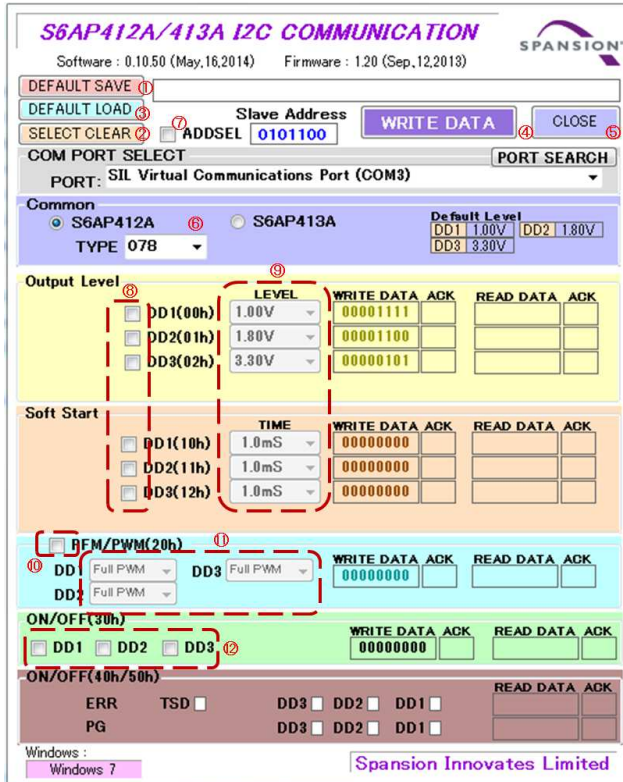 S6AP412A/413A I2C COMMUNICATION
SPANSION
Software : 0.10.50 (May,16,2014) Firmware : 1.20 (Sep,12,2013)
DEFAULT SAVE ①
DEFAULT LOAD ③
SELECT CLEAR ②
⑦ ADDSEL
Slave Address
0101100
WRITE DATA ④
CLOSE ⑤
COM PORT SELECT
PORT SEARCH
PORT: SIL Virtual Communications Port (COM3)
Common
S6AP412A ⑥ S6AP413A
TYPE 078
Default Level
DD1 1.00V DD2 1.80V
DD3 3.30V
Output Level
⑧ ⑨
LEVEL WRITE DATA ACK READ DATA ACK
DD1(00h) 1.00V 00001111
DD2(01h) 1.80V 00001100
DD3(02h) 3.30V 00000101
Soft Start
TIME WRITE DATA ACK READ DATA ACK
DD1(10h) 1.0mS 00000000
DD2(11h) 1.0mS 00000000
DD3(12h) 1.0mS 00000000
PFM/PWM(20h) ⑪
WRITE DATA ACK READ DATA ACK
⑩ DD1 Full PWM DD3 Full PWM 00000000
DD2 Full PWM
ON/OFF(30h)
WRITE DATA ACK READ DATA ACK
DD1 DD2 DD3 ⑫ 00000000
ON/OFF(40h/50h)
READ DATA ACK
ERR TSD DD3 DD2 DD1
PG DD3 DD2 DD1
Windows :
Windows 7
Spansion Innovates Limited